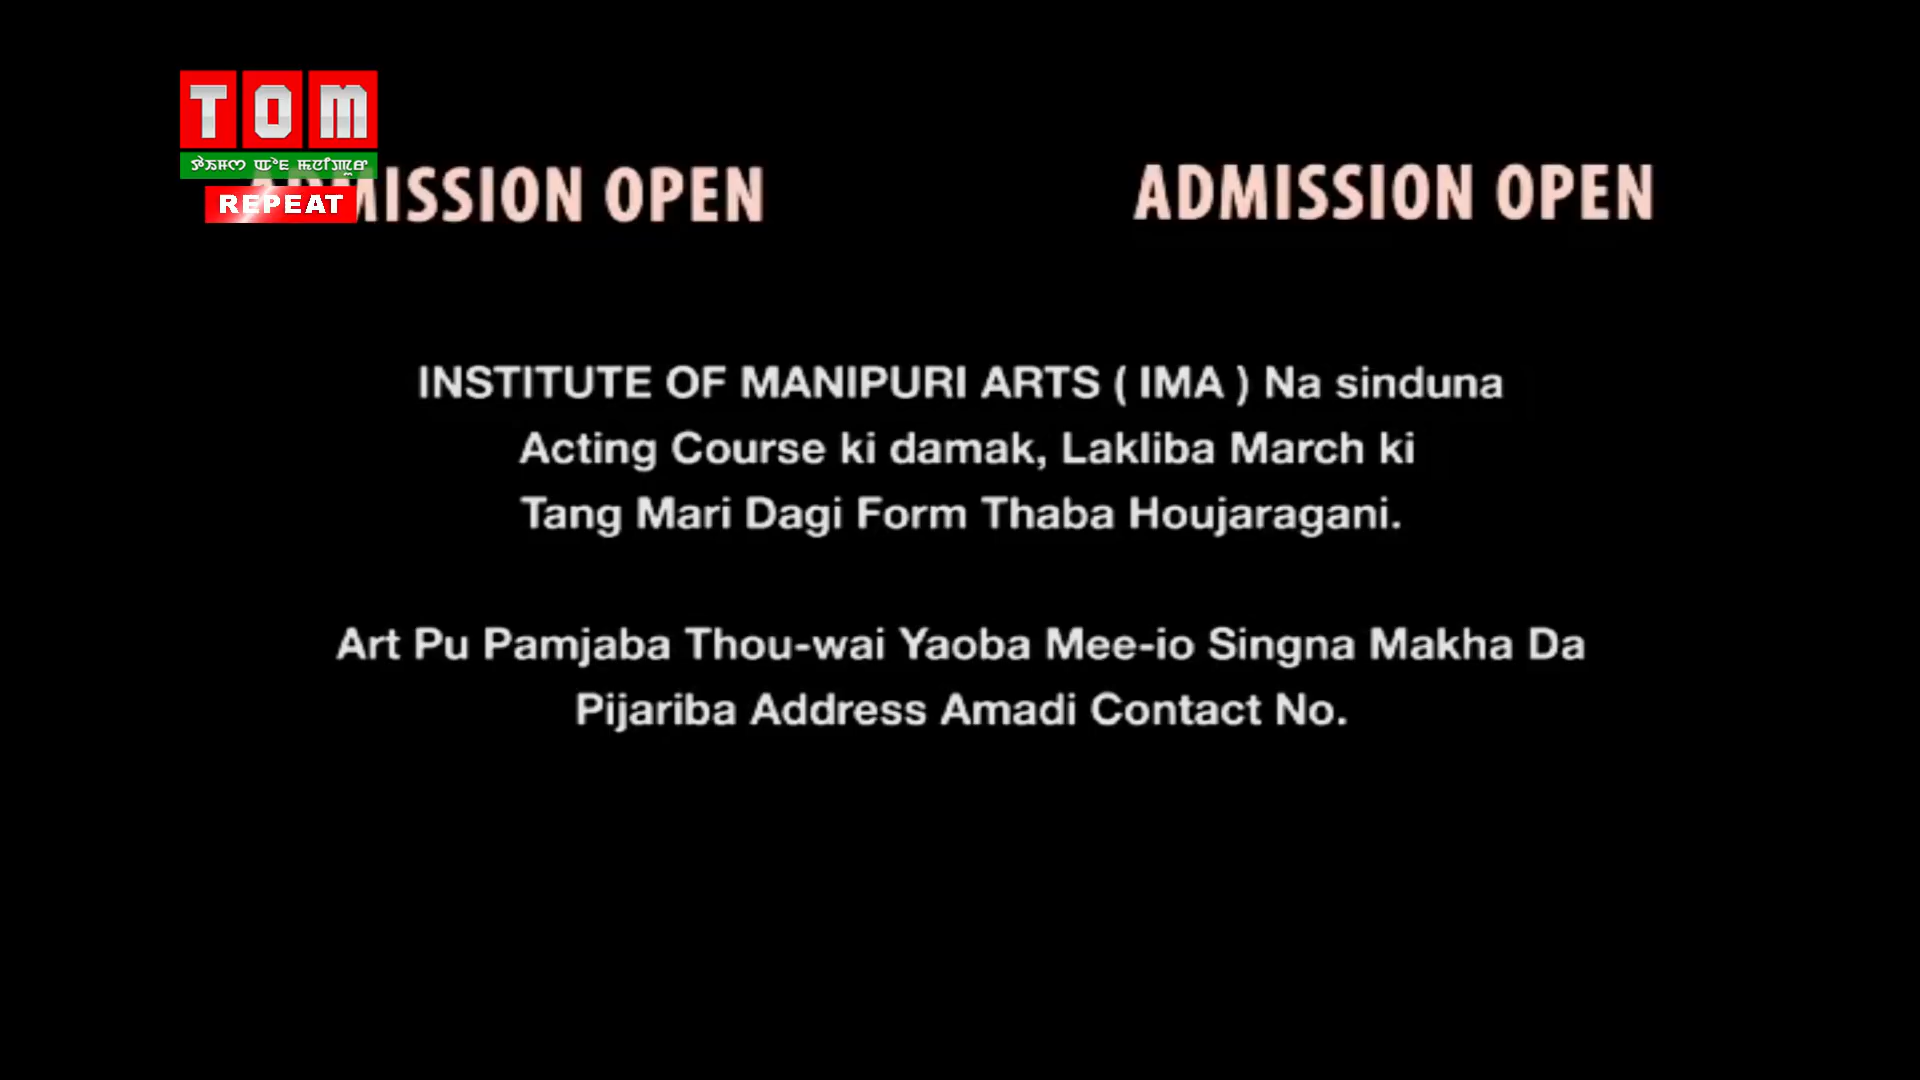 TOM
REPEAT
ADMISSION OPEN
ADMISSION OPEN
INSTITUTE OF MANIPURI ARTS ( IMA ) Na sinduna
Acting Course ki damak, Lakliba March ki
Tang Mari Dagi Form Thaba Houjaragani.
Art Pu Pamjaba Thou-wai Yaoba Mee-io Singna Makha Da
Pijariba Address Amadi Contact No.